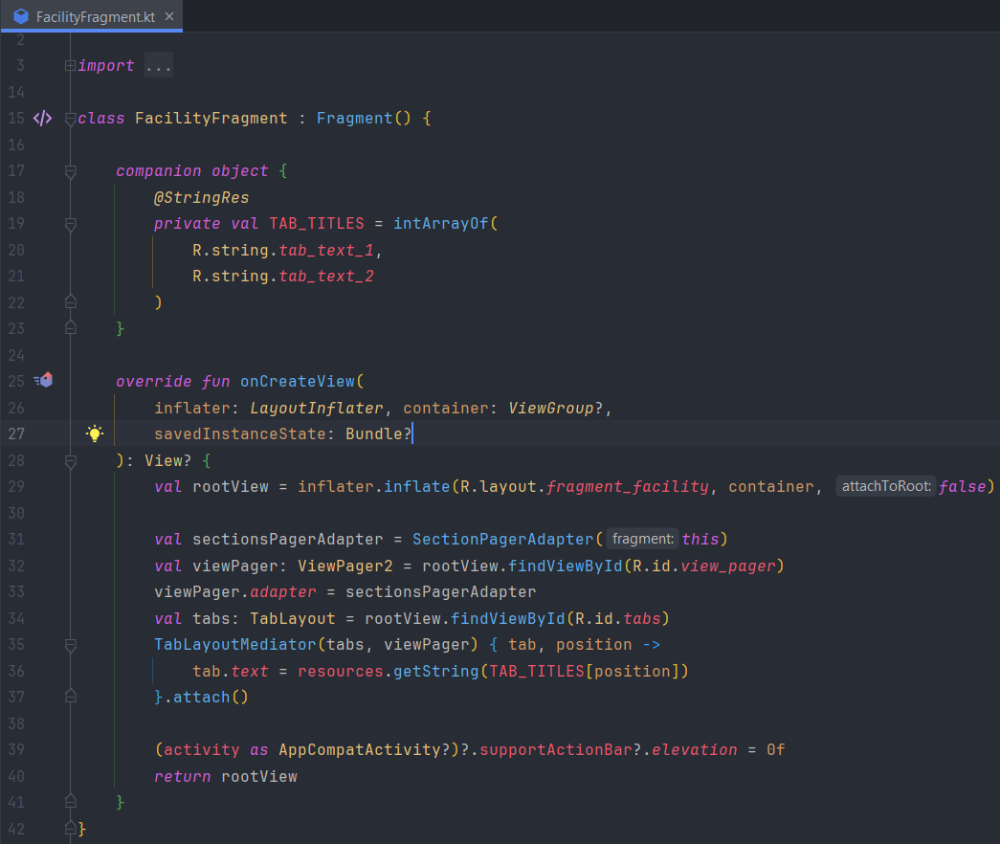 FacilityFragment.kt
2
3 import ...
14
15 class FacilityFragment : Fragment() {
16
17     companion object {
18         @StringRes
19         private val TAB_TITLES = intArrayOf(
20             R.string.tab_text_1,
21             R.string.tab_text_2
22         )
23     }
24
25     override fun onCreateView(
26         inflater: LayoutInflater, container: ViewGroup?,
27         savedInstanceState: Bundle?
28     ): View? {
29         val rootView = inflater.inflate(R.layout.fragment_facility, container, attachToRoot: false)
30
31         val sectionsPagerAdapter = SectionPagerAdapter( fragment: this)
32         val viewPager: ViewPager2 = rootView.findViewById(R.id.view_pager)
33         viewPager.adapter = sectionsPagerAdapter
34         val tabs: TabLayout = rootView.findViewById(R.id.tabs)
35         TabLayoutMediator(tabs, viewPager) { tab, position ->
36             tab.text = resources.getString(TAB_TITLES[position])
37         }.attach()
38
39         (activity as AppCompatActivity?)?.supportActionBar?.elevation = 0f
40         return rootView
41     }
42 }